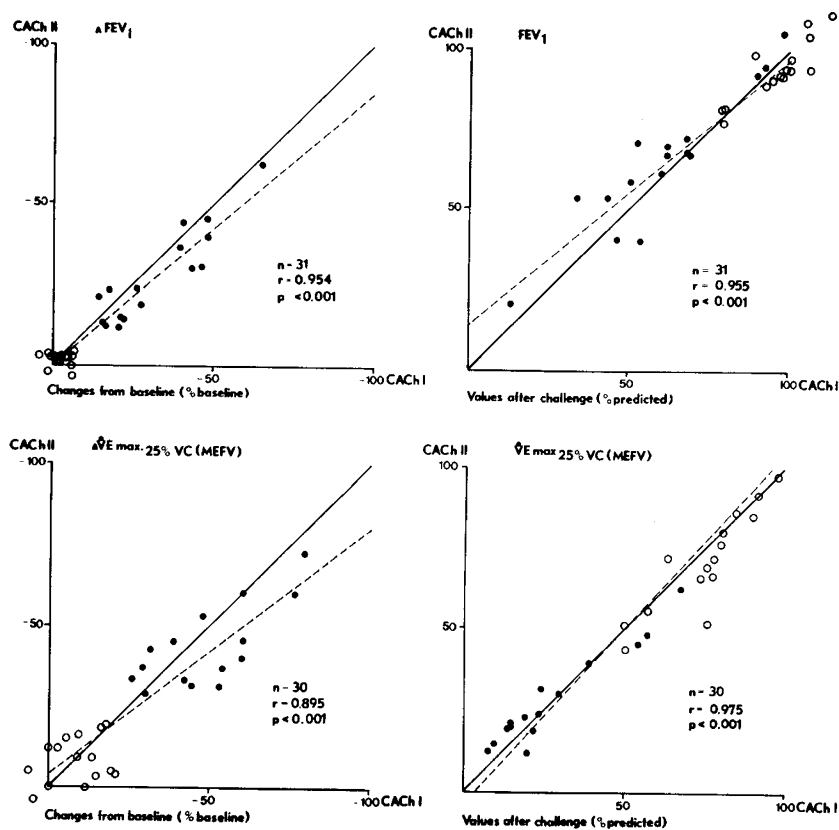 CACh II
Δ FEV1
-100
-50
n-31
r-0.954
p <0.001
-50
-100 CACh I
Changes from baseline (% baseline)
CACh II
FEV1
100
50
n = 31
r = 0.955
p< 0.001
50
100 CACh I
Values after challenge (% predicted)
CACh II
ΔV̇E max. 25% VC (MEFV)
-100
-50
n-30
r-0.895
p<0.001
-50
-100 CACh I
Changes from baseline (% baseline)
CACh II
V̇E max 25% VC (MEFV)
100
50
n-30
r-0.975
p<0.001
50
100 CACh I
Values after challenge (% predicted)